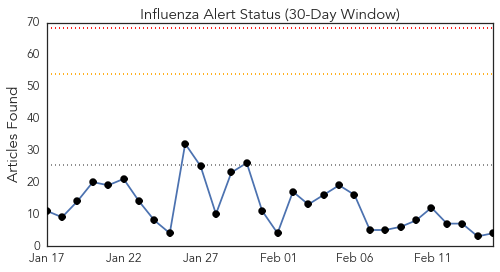 Influenza Alert Status (30-Day Window)
70
60
50
40
30
20
10
0
Articles Found
Jan 17 Jan 22 Jan 27 Feb 01 Feb 06 Feb 11